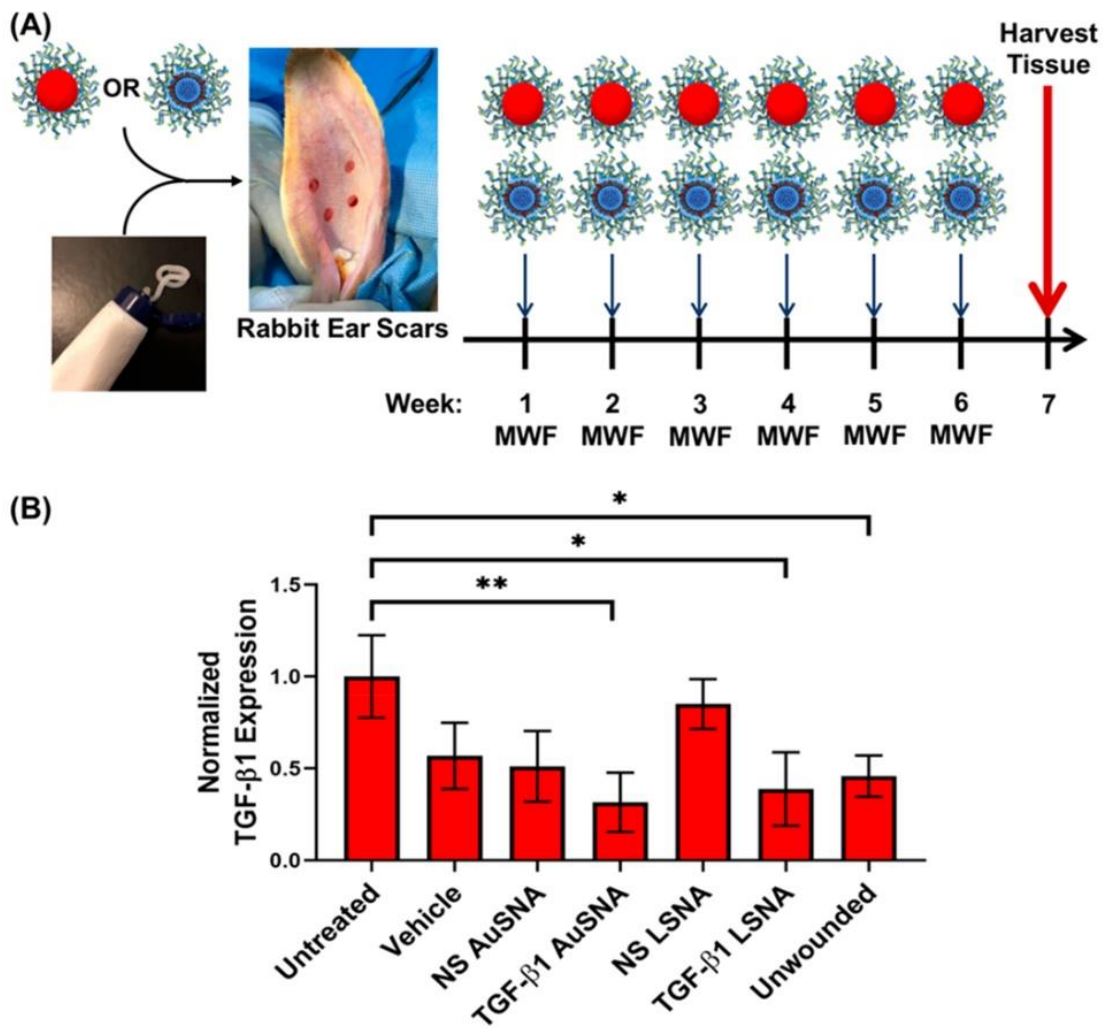 (A)
OR
Harvest
Tissue
Rabbit Ear Scars
Week: 1 2 3 4 5 6 7
MWF MWF MWF MWF MWF MWF
(B)
*
*
**
Normalized
TGF-β1 Expression
1.5
1.0
0.5
0.0
Untreated
Vehicle
NS AuSNA
TGF-β1 AuSNA
NS LSNA
TGF-β1 LSNA
Unwounded